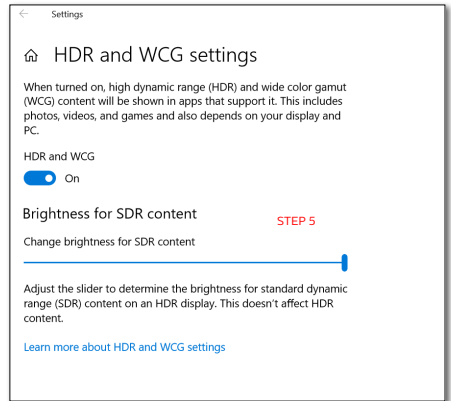 Settings
HDR and WCG settings
When turned on, high dynamic range (HDR) and wide color gamut
(WCG) content will be shown in apps that support it. This includes
photos, videos, and games and also depends on your display and
PC.
HDR and WCG
On
Brightness for SDR content
STEP 5
Change brightness for SDR content
Adjust the slider to determine the brightness for standard dynamic
range (SDR) content on an HDR display. This doesn't affect HDR
content.
Learn more about HDR and WCG settings